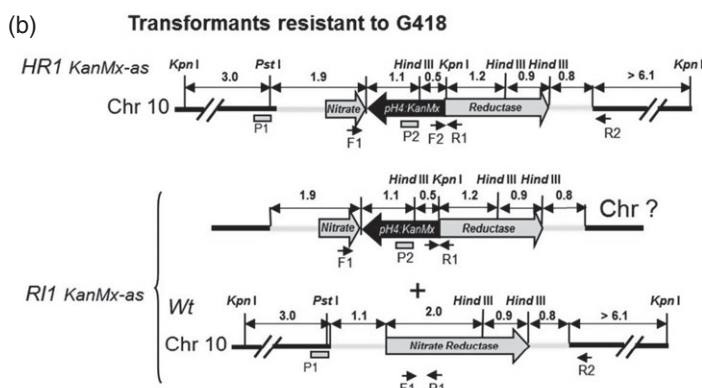 (b) Transformants resistant to G418
Kpn I Pst I Hind III Kpn I Hind III Hind III Kpn I
HR1 KanMx-as 3.0 1.9 1.1 0.5 1.2 0.9 0.8 > 6.1
Chr 10 Nitrate pH4:KanMx Reductase
P1 F1 P2 F2 R1 R2
Hind III Kpn I Hind III Hind III
1.9 1.1 0.5 1.2 0.9 0.8 Chr ?
Nitrate pH4:KanMx Reductase
F1 P2 R1
RI1 KanMx-as
+
Wt
Kpn I Pst I Hind III Hind III Kpn I
3.0 1.1 2.0 0.9 0.8 > 6.1
Chr 10 Nitrate Reductase
P1 R2
F1 R1